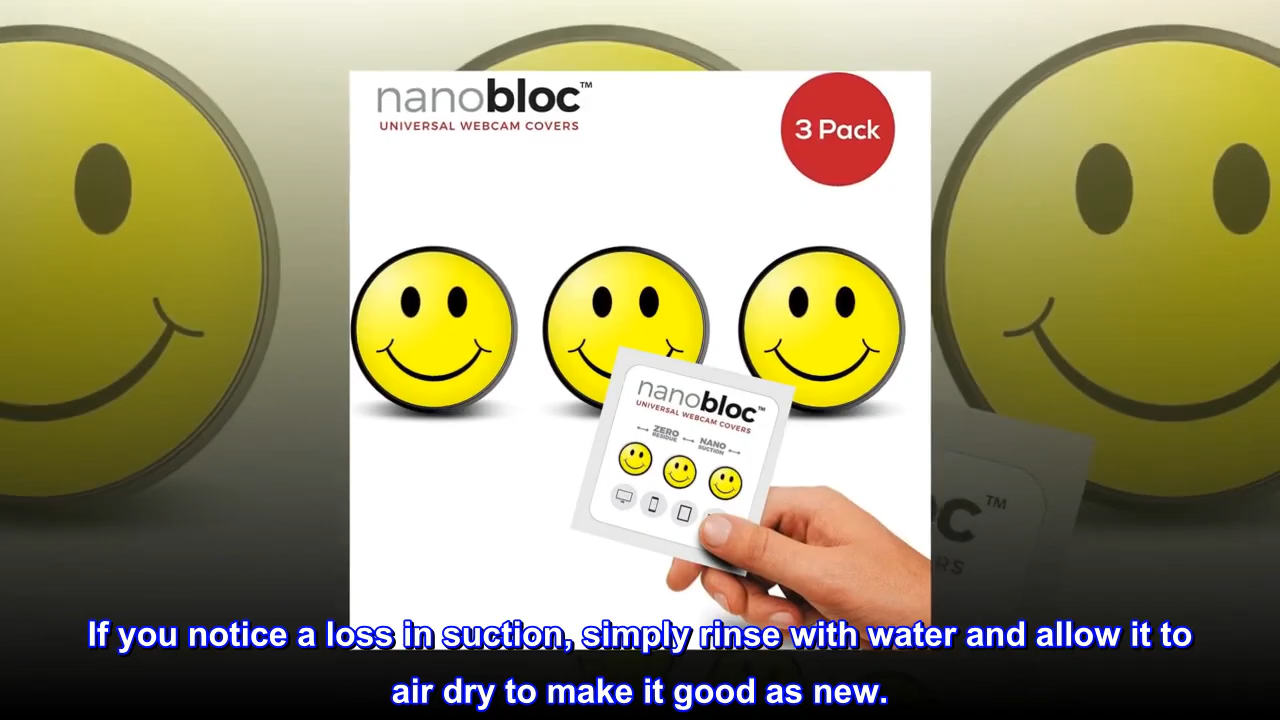 nanobloc™
UNIVERSAL WEBCAM COVERS
3 Pack
nanobloc™
UNIVERSAL WEBCAM COVERS
ZERO
RESIDUE
NANO
SUCTION
TM
If you notice a loss in suction, simply rinse with water and allow it to
air dry to make it good as new.